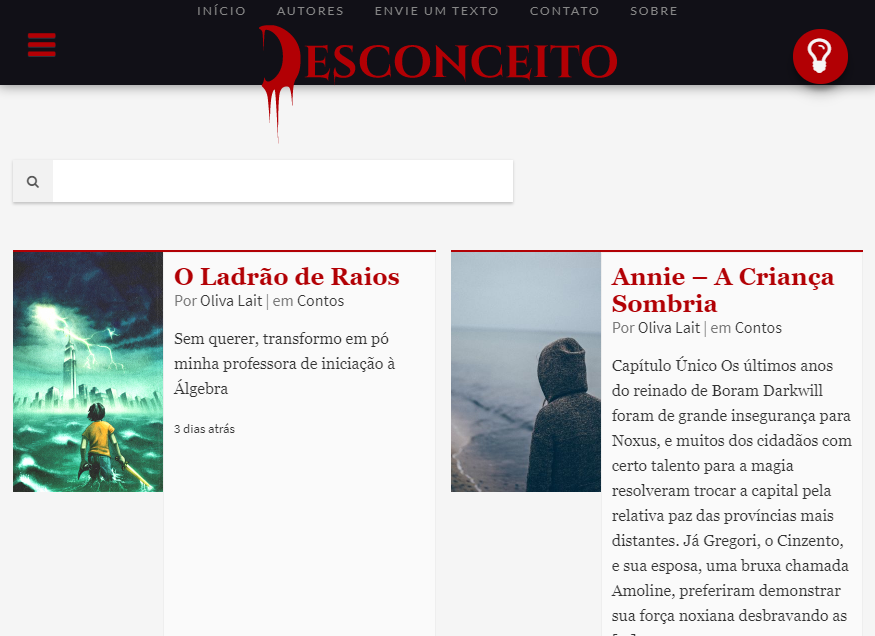 INÍCIO AUTORES ENVIE UM TEXTO CONTATO SOBRE
DESCONCEITO
O Ladrão de Raios
Por Oliva Lait | em Contos
Sem querer, transformo em pó
minha professora de iniciação à
Álgebra
3 dias atrás
Annie – A Criança
Sombria
Por Oliva Lait | em Contos
Capítulo Único Os últimos anos
do reinado de Boram Darkwill
foram de grande insegurança para
Noxus, e muitos dos cidadãos com
certo talento para a magia
resolveram trocar a capital pela
relativa paz das províncias mais
distantes. Já Gregori, o Cinzento,
e sua esposa, uma bruxa chamada
Amoline, preferiram demonstrar
sua força noxiana desbravando as